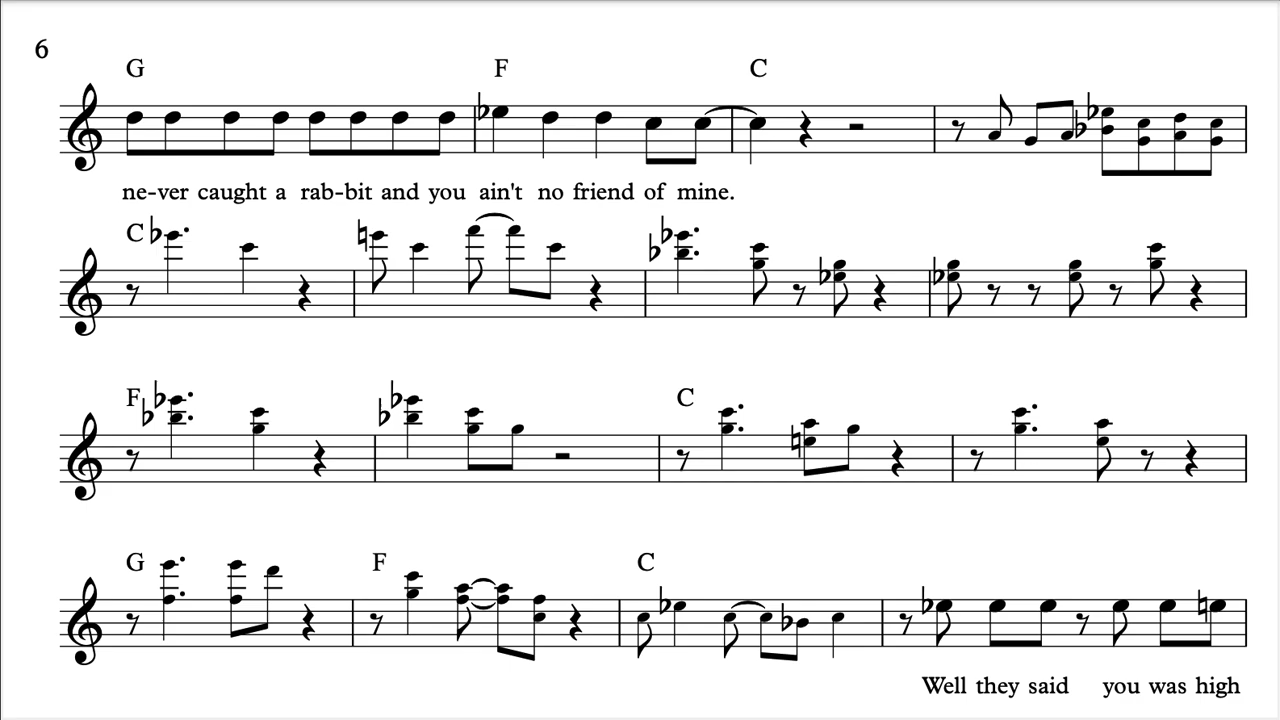 6
G F C
ne-ver caught a rab-bit and you ain't no friend of mine.
C
F C
G F C
Well they said you was high